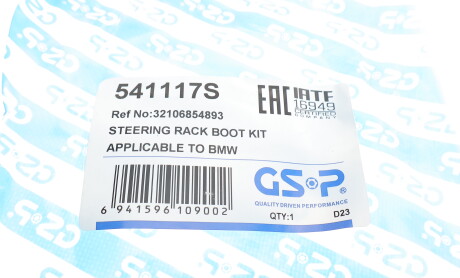 541117S
Ref No:32106854893
STEERING RACK BOOT KIT
APPLICABLE TO BMW
EAC
IATF
16949
CERTIFIED
COMPANY
6 941596 109002
GSP®
QUALITY DRIVEN PERFORMANCE
QTY:1 D23